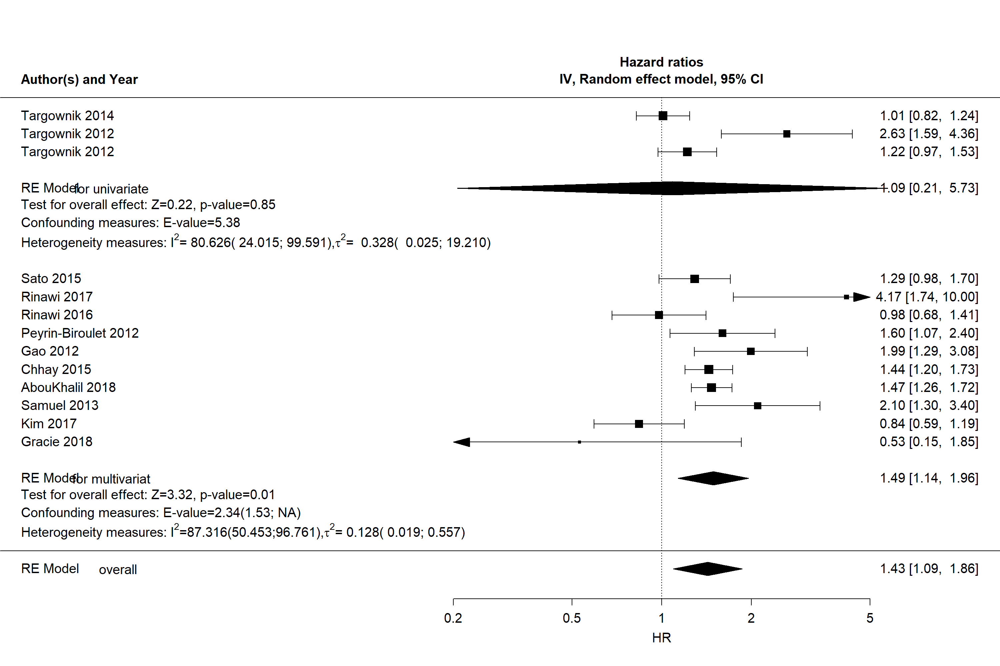 Hazard ratios
Author(s) and Year IV, Random effect model, 95% CI
Targownik 2014 1.01 [0.82, 1.24]
Targownik 2012 2.63 [1.59, 4.36]
Targownik 2012 1.22 [0.97, 1.53]
RE Model for univariate 1.09 [0.21, 5.73]
Test for overall effect: Z=0.22, p-value=0.85
Confounding measures: E-value=5.38
Heterogeneity measures: I²= 80.626( 24.015; 99.591),τ²= 0.328( 0.025; 19.210)
Sato 2015 1.29 [0.98, 1.70]
Rinawi 2017 4.17 [1.74, 10.00]
Rinawi 2016 0.98 [0.68, 1.41]
Peyrin-Biroulet 2012 1.60 [1.07, 2.40]
Gao 2012 1.99 [1.29, 3.08]
Chhay 2015 1.44 [1.20, 1.73]
AbouKhalil 2018 1.47 [1.26, 1.72]
Samuel 2013 2.10 [1.30, 3.40]
Kim 2017 0.84 [0.59, 1.19]
Gracie 2018 0.53 [0.15, 1.85]
RE Model for multivariat 1.49 [1.14, 1.96]
Test for overall effect: Z=3.32, p-value=0.01
Confounding measures: E-value=2.34(1.53; NA)
Heterogeneity measures: I²=87.316(50.453;96.761),τ²= 0.128( 0.019; 0.557)
RE Model overall 1.43 [1.09, 1.86]
0.2 0.5 1 2 5
HR